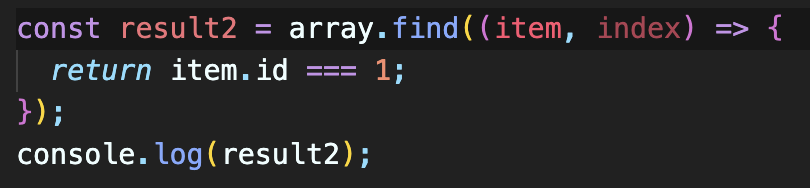 const result2 = array.find((item, index) => {
  return item.id === 1;
});
console.log(result2);